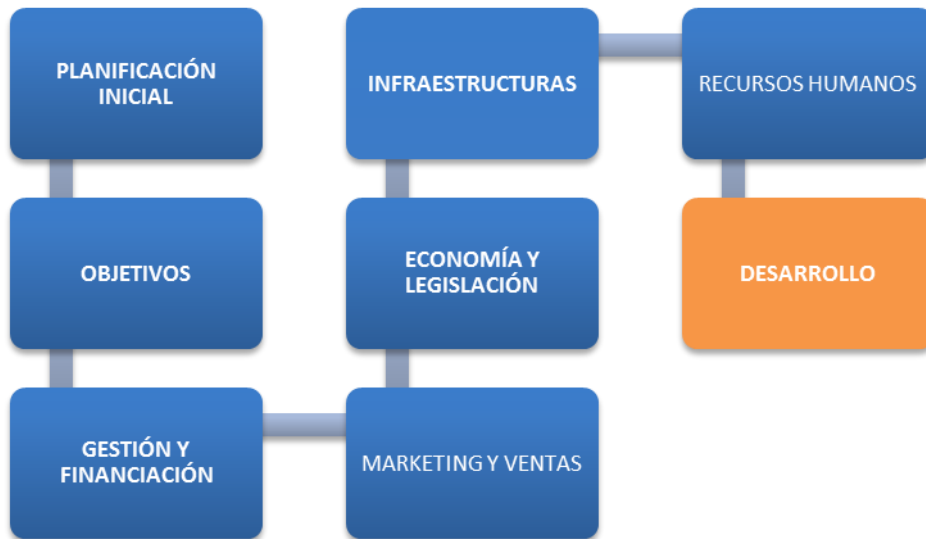 PLANIFICACIÓN
INICIAL
OBJETIVOS
GESTIÓN Y
FINANCIACIÓN
MARKETING Y VENTAS
ECONOMÍA Y
LEGISLACIÓN
INFRAESTRUCTURAS
RECURSOS HUMANOS
DESARROLLO